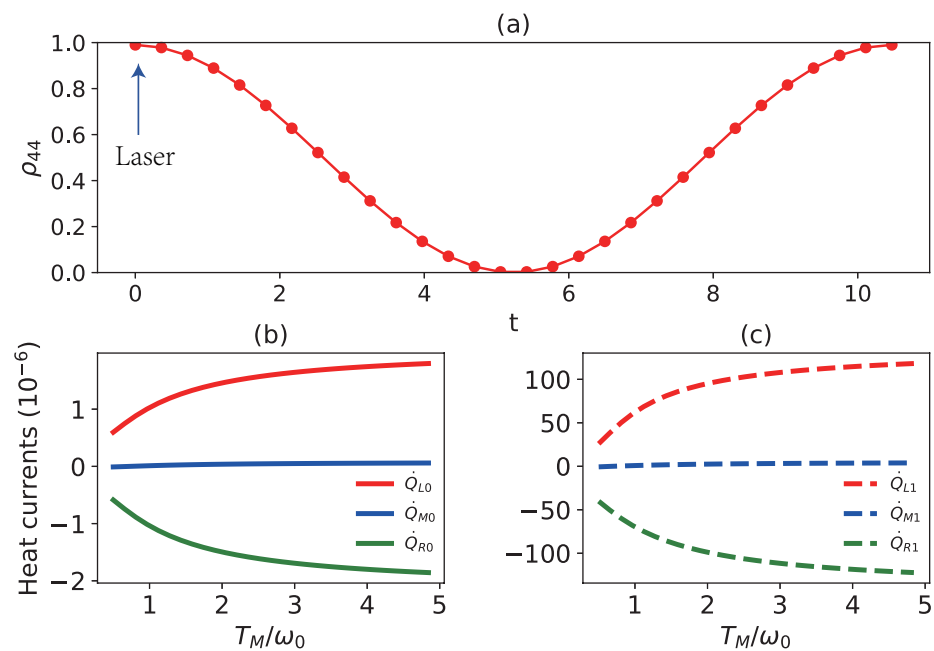 (a)
1.0
0.8
0.6
0.4
0.2
0.0
ρ44
Laser
0 2 4 6 8 10
t
(b)
Heat currents (10⁻⁶)
1
0
−1
−2
Q̇L0
Q̇M0
Q̇R0
1 2 3 4 5
TM/ω0
(c)
100
50
0
−50
−100
Q̇L1
Q̇M1
Q̇R1
1 2 3 4 5
TM/ω0